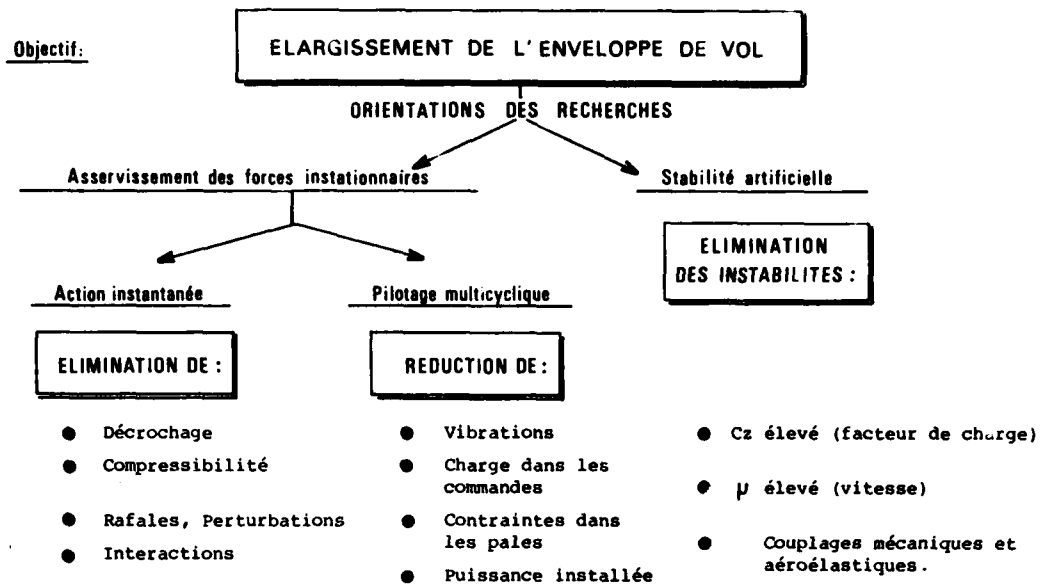 Objectif:
ELARGISSEMENT DE L'ENVELOPPE DE VOL
ORIENTATIONS DES RECHERCHES
Asservissement des forces instationnaires
Stabilité artificielle
ELIMINATION
DES INSTABILITES :
Action instantanée
Pilotage multicyclique
ELIMINATION DE :
REDUCTION DE :
● Décrochage
● Compressibilité
● Rafales, Perturbations
● Interactions
● Vibrations
● Charge dans les
commandes
● Contraintes dans
les pales
● Puissance installée
● Cz élevé (facteur de charge)
● µ élevé (vitesse)
● Couplages mécaniques et
aéroélastiques.